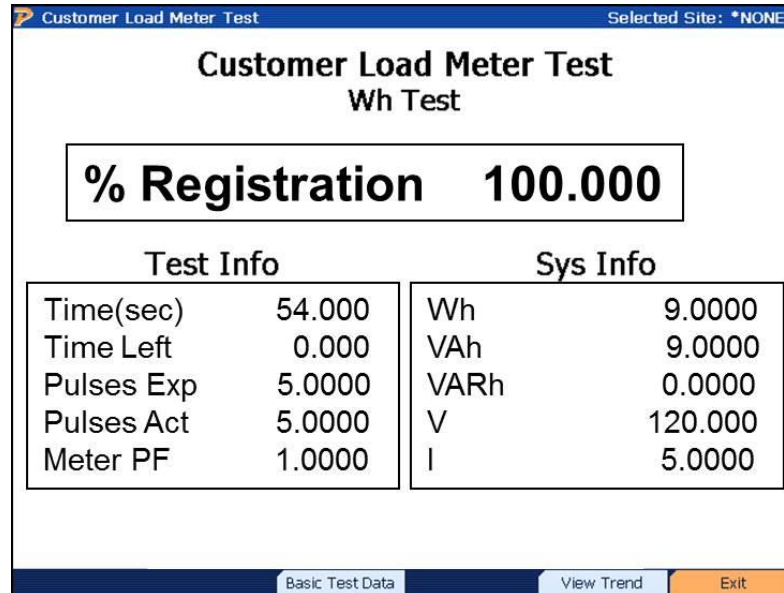 Customer Load Meter Test
Selected Site: *NONE
Customer Load Meter Test
Wh Test
% Registration 100.000
Test Info
Time(sec) 54.000
Time Left 0.000
Pulses Exp 5.0000
Pulses Act 5.0000
Meter PF 1.0000
Sys Info
Wh 9.0000
VAh 9.0000
VARh 0.0000
V 120.000
I 5.0000
Basic Test Data
View Trend
Exit